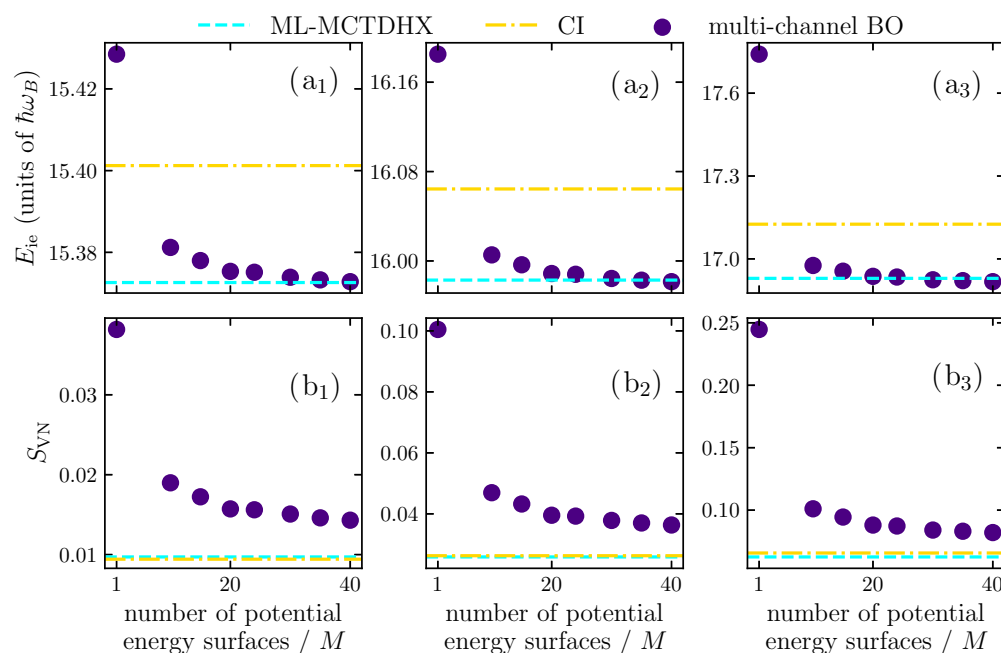 ML-MCTDHX CI multi-channel BO
E_ie (units of ħω_B)
15.42
15.40
15.38
(a₁)
16.16
16.08
16.00
(a₂)
17.6
17.3
17.0
(a₃)
S_VN
0.03
0.02
0.01
(b₁)
0.10
0.08
0.06
0.04
(b₂)
0.25
0.20
0.15
0.10
(b₃)
1 20 40
1 20 40
1 20 40
number of potential
energy surfaces / M
number of potential
energy surfaces / M
number of potential
energy surfaces / M